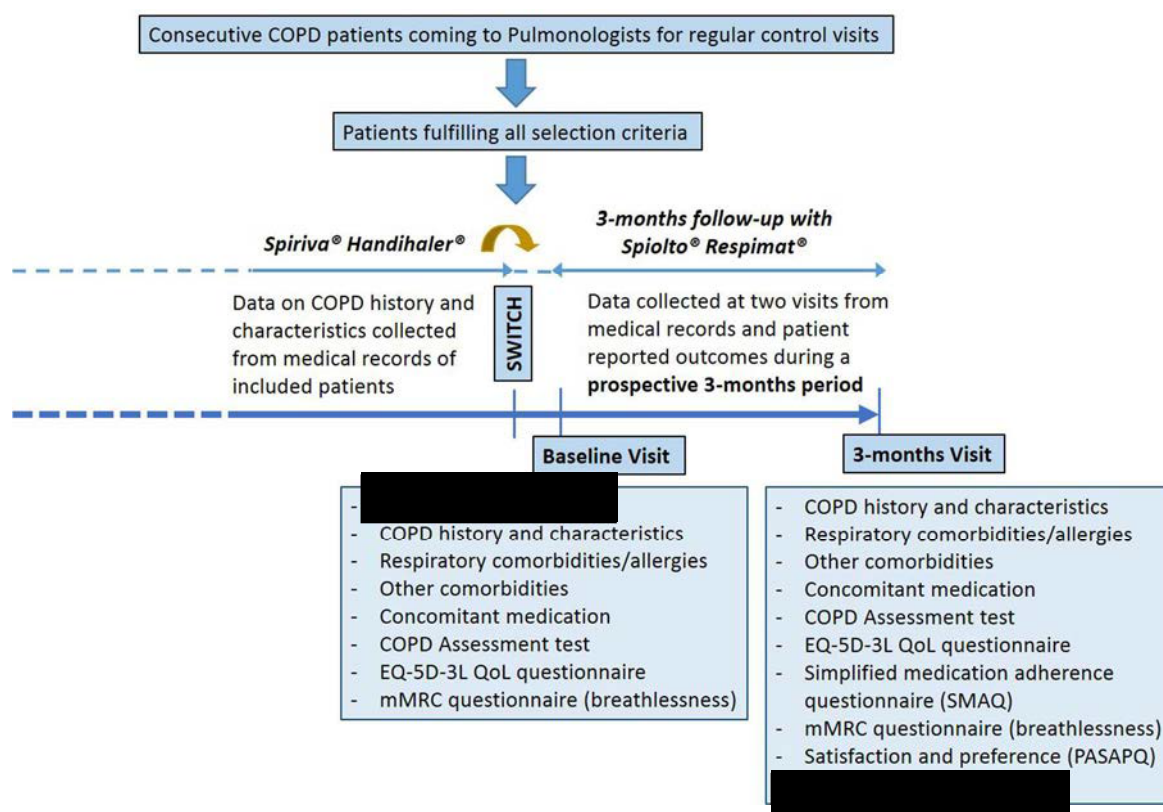 Consecutive COPD patients coming to Pulmonologists for regular control visits
Patients fulfilling all selection criteria
Spiriva® Handihaler®
3-months follow-up with
Spiolto® Respimat®
Data on COPD history and
characteristics collected
from medical records of
included patients
SWITCH
Data collected at two visits from
medical records and patient
reported outcomes during a
prospective 3-months period
Baseline Visit
-
- COPD history and characteristics
- Respiratory comorbidities/allergies
- Other comorbidities
- Concomitant medication
- COPD Assessment test
- EQ-5D-3L QoL questionnaire
- mMRC questionnaire (breathlessness)
3-months Visit
- COPD history and characteristics
- Respiratory comorbidities/allergies
- Other comorbidities
- Concomitant medication
- COPD Assessment test
- EQ-5D-3L QoL questionnaire
- Simplified medication adherence
questionnaire (SMAQ)
- mMRC questionnaire (breathlessness)
- Satisfaction and preference (PASAPQ)